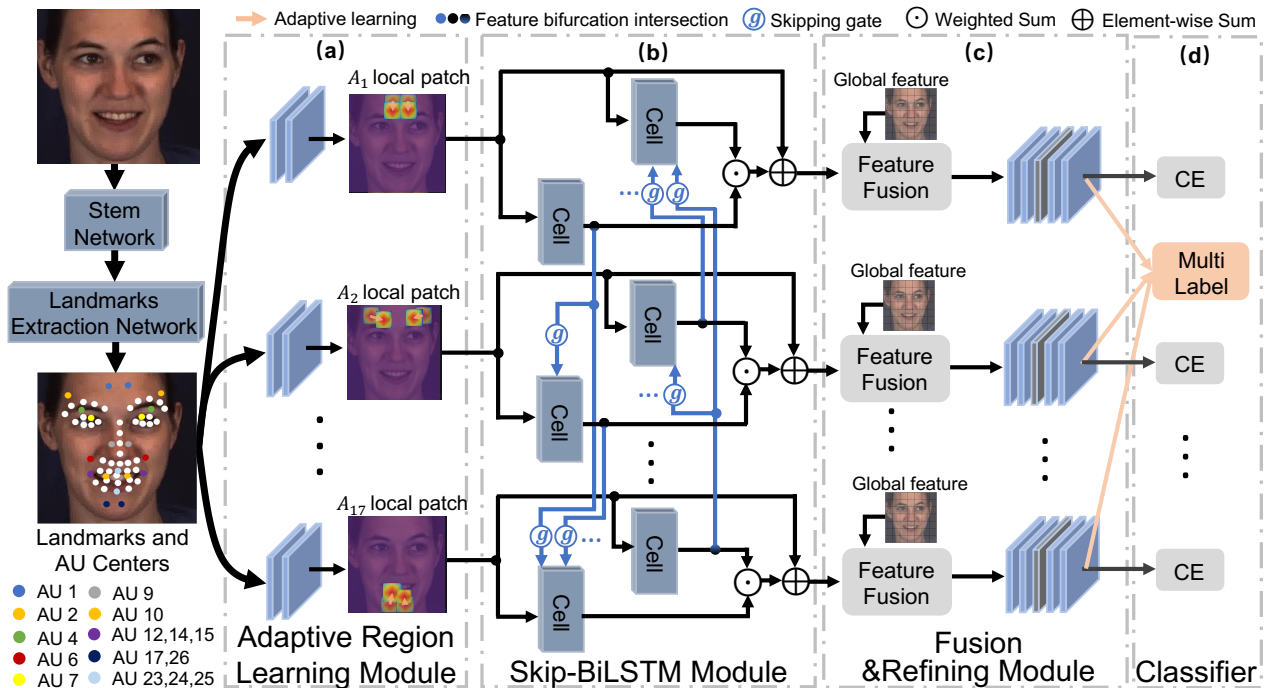 Adaptive learning
Feature bifurcation intersection
g
Skipping gate
Weighted Sum
Element-wise Sum
(a)
(b)
(c)
(d)
Stem
Network
Landmarks
Extraction Network
Landmarks and
AU Centers
AU 1
AU 2
AU 4
AU 6
AU 7
AU 9
AU 10
AU 12,14,15
AU 17,26
AU 23,24,25
A1 local patch
A2 local patch
A17 local patch
Adaptive Region
Learning Module
Cell
Cell
... g g
g
Cell
Cell
... g
g g ...
Cell
Cell
Skip-BiLSTM Module
Global feature
Feature
Fusion
Global feature
Feature
Fusion
Global feature
Feature
Fusion
Fusion
&Refining Module
CE
Multi
Label
CE
CE
Classifier